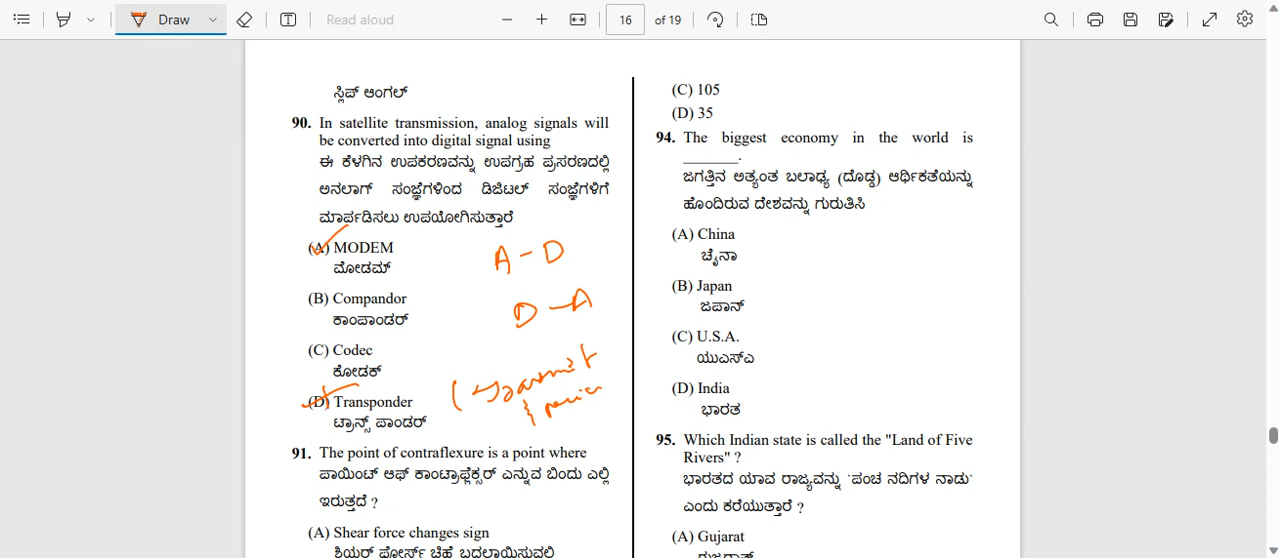 Draw
Read aloud
16 of 19
ಸ್ಲಿಪ್ ಆಂಗಲ್
90. In satellite transmission, analog signals will
be converted into digital signal using
ಈ ಕೆಳಗಿನ ಉಪಕರಣವನ್ನು ಉಪಗ್ರಹ ಪ್ರಸರಣದಲ್ಲಿ
ಅನಲಾಗ್ ಸಂಜ್ಞೆಗಳಿಂದ ಡಿಜಿಟಲ್ ಸಂಜ್ಞೆಗಳಿಗೆ
ಮಾರ್ಪಡಿಸಲು ಉಪಯೋಗಿಸುತ್ತಾರೆ
(A) MODEM
ಮೋಡಮ್
A - D
(B) Compandor
ಕಾಂಪಾಂಡರ್
D - A
(C) Codec
ಕೋಡಕ್
(D) Transponder
ಟ್ರಾನ್ಸ್ ಪಾಂಡರ್
91. The point of contraflexure is a point where
ಪಾಯಿಂಟ್ ಆಫ್ ಕಾಂಟ್ರಾಫ್ಲೆಕ್ಸರ್ ಎನ್ನುವ ಬಿಂದು ಎಲ್ಲಿ
ಇರುತ್ತದೆ ?
(A) Shear force changes sign
ಶಿಯರ್ ಫೋರ್ಸ್ ಚಿಹ್ನೆ ಬದಲಾಯಿಸುವಲ್ಲಿ
(C) 105
(D) 35
94. The biggest economy in the world is
_______.
ಜಗತ್ತಿನ ಅತ್ಯಂತ ಬಲಾಢ್ಯ (ದೊಡ್ಡ) ಆರ್ಥಿಕತೆಯನ್ನು
ಹೊಂದಿರುವ ದೇಶವನ್ನು ಗುರುತಿಸಿ
(A) China
ಚೈನಾ
(B) Japan
ಜಪಾನ್
(C) U.S.A.
ಯುಎಸ್ಎ
(D) India
ಭಾರತ
95. Which Indian state is called the "Land of Five
Rivers" ?
ಭಾರತದ ಯಾವ ರಾಜ್ಯವನ್ನು `ಪಂಚ ನದಿಗಳ ನಾಡು'
ಎಂದು ಕರೆಯುತ್ತಾರೆ ?
(A) Gujarat
ಗುಜರಾತ್